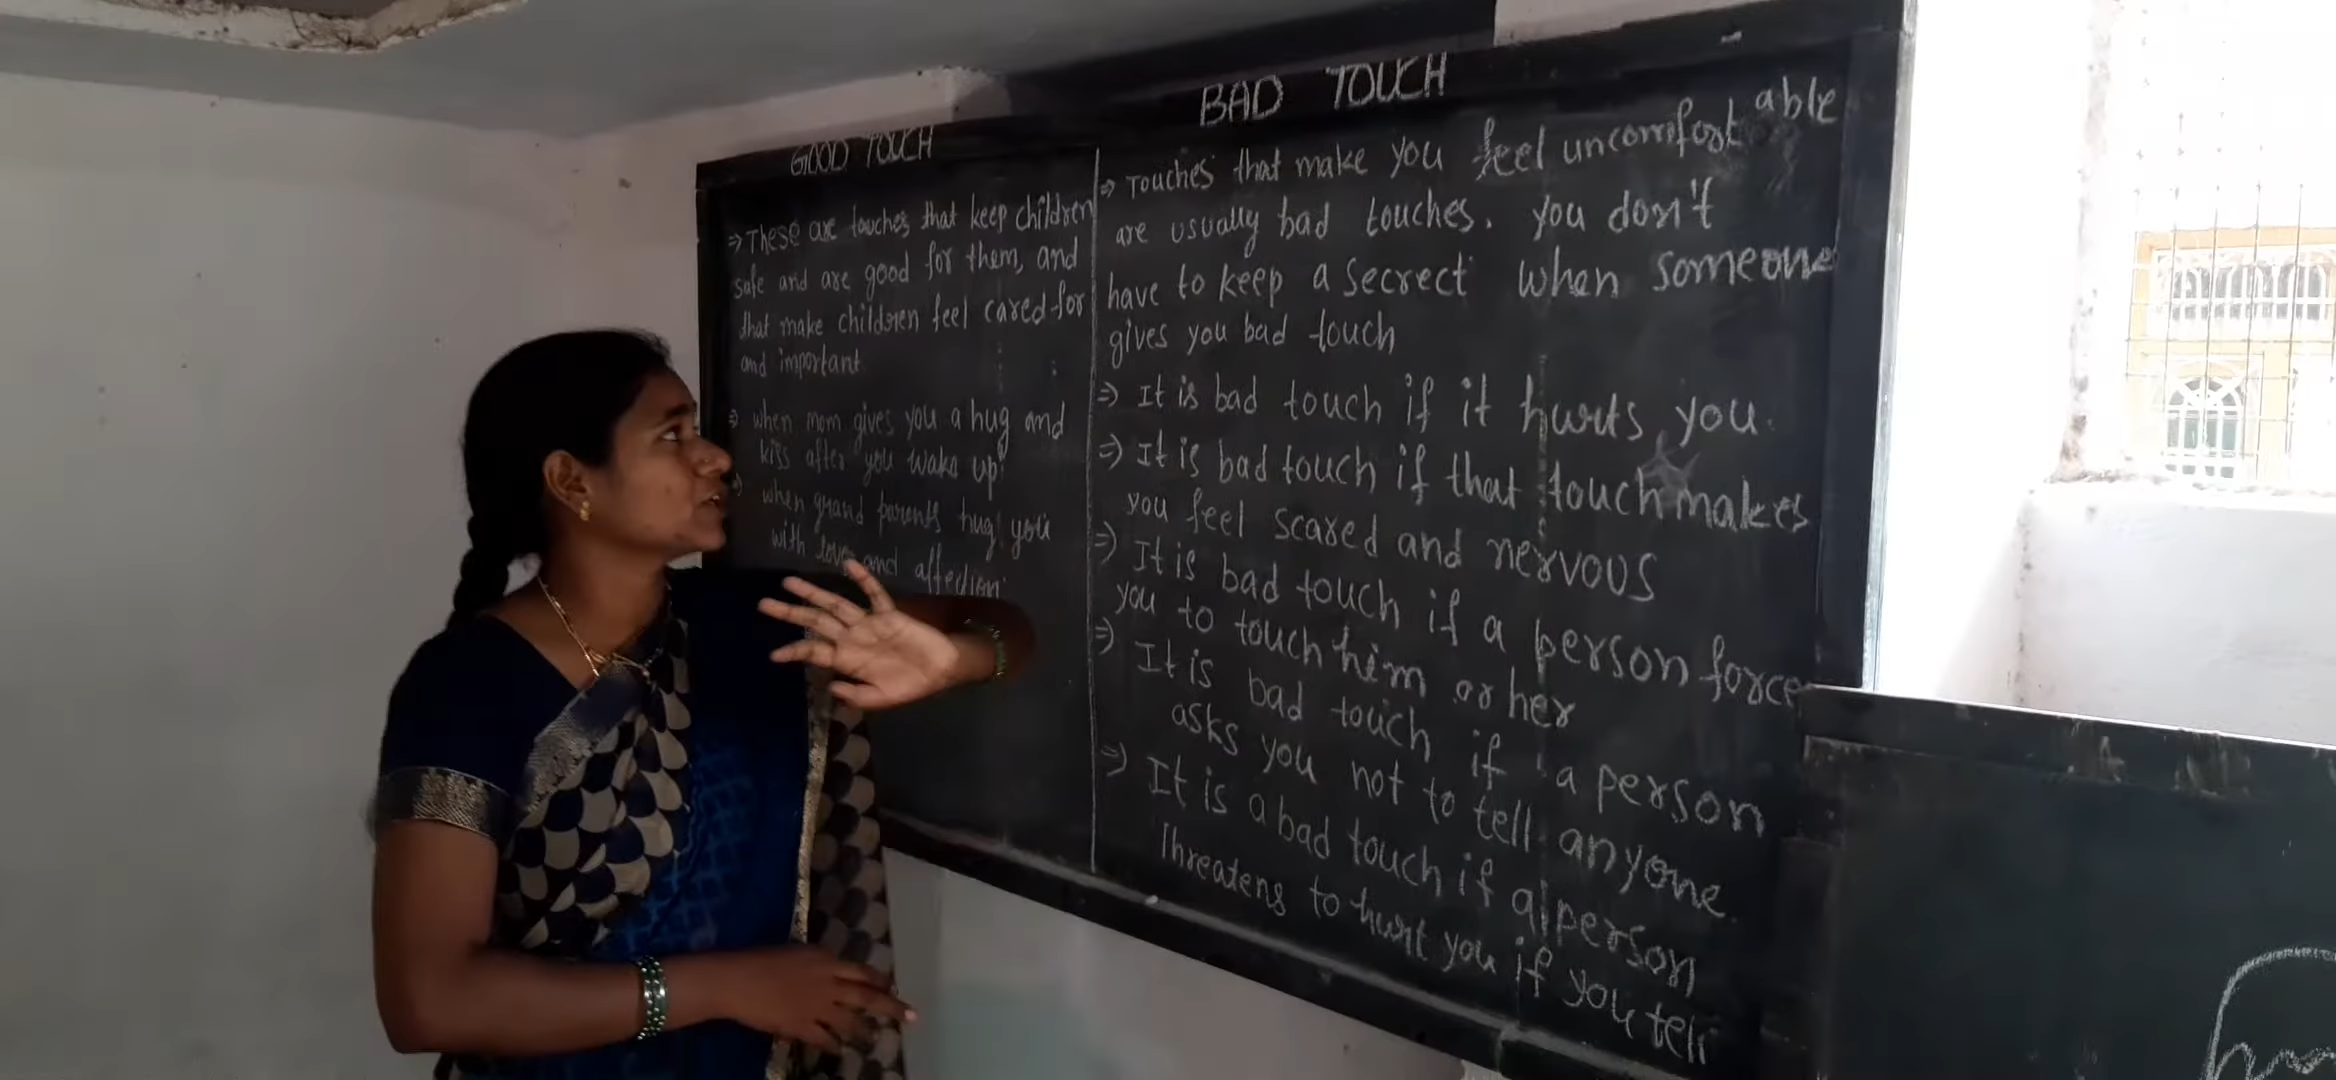 GOOD TOUCH
⇒ These are touches that keep children
safe and are good for them, and
that make children feel cared for
and important
⇒ when mom gives you a hug and
kiss after you wake up
⇒ when grand parents hug you
with love and affection
BAD TOUCH
⇒ Touches that make you feel uncomfortable
are usually bad touches. you don't
have to keep a secrect when someone
gives you bad touch
⇒ It is bad touch if it hurts you.
⇒ It is bad touch if that touch makes
you feel scared and nervous
⇒ It is bad touch if a person forces
you to touch him or her
⇒ It is bad touch if a person
asks you not to tell anyone.
⇒ It is a bad touch if a person
Threatens to hurt you if you tell